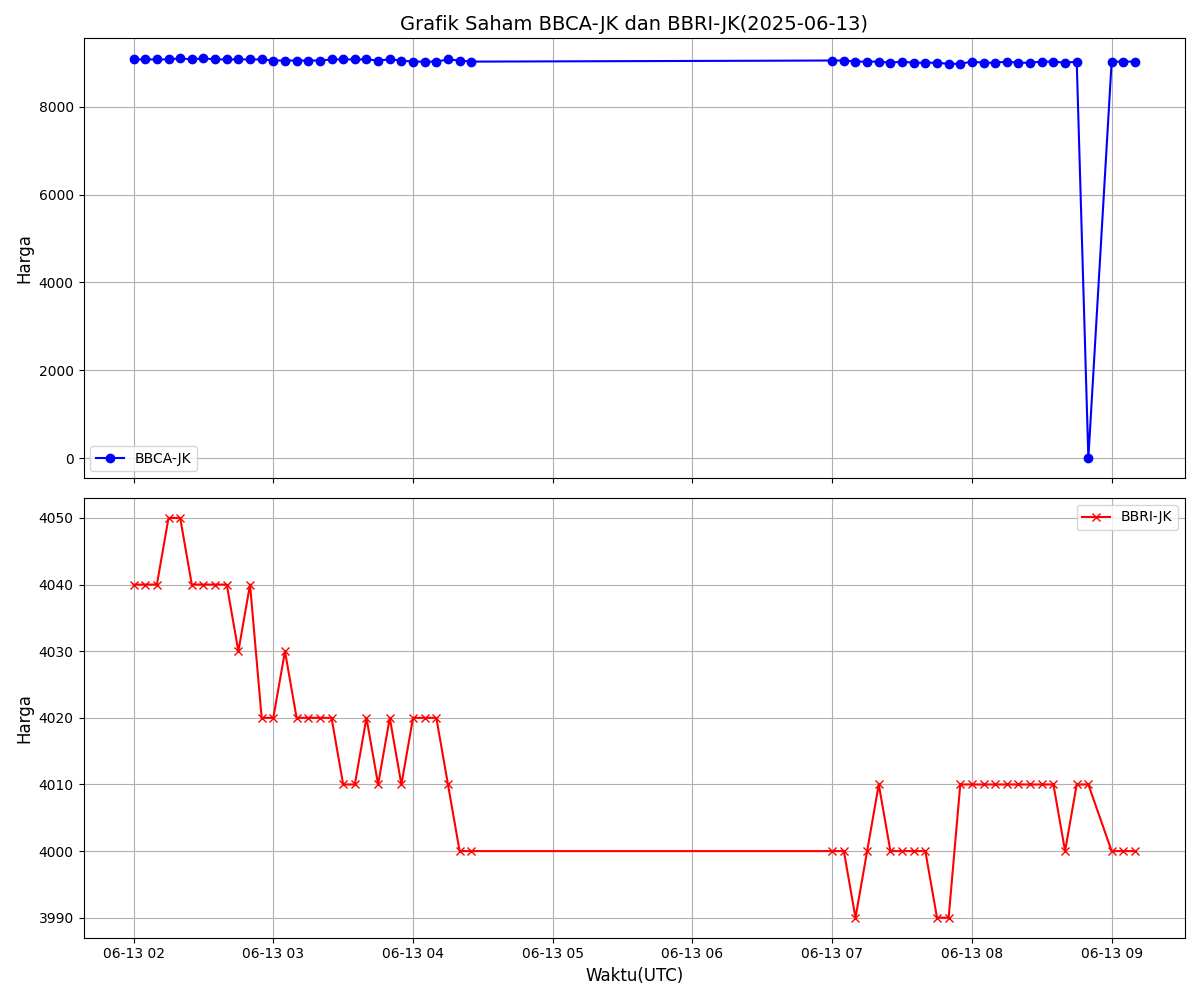 Grafik Saham BBCA-JK dan BBRI-JK(2025-06-13)
Harga
8000
6000
4000
2000
0
BBCA-JK
Harga
4050
4040
4030
4020
4010
4000
3990
BBRI-JK
06-13 02 06-13 03 06-13 04 06-13 05 06-13 06 06-13 07 06-13 08 06-13 09
Waktu(UTC)